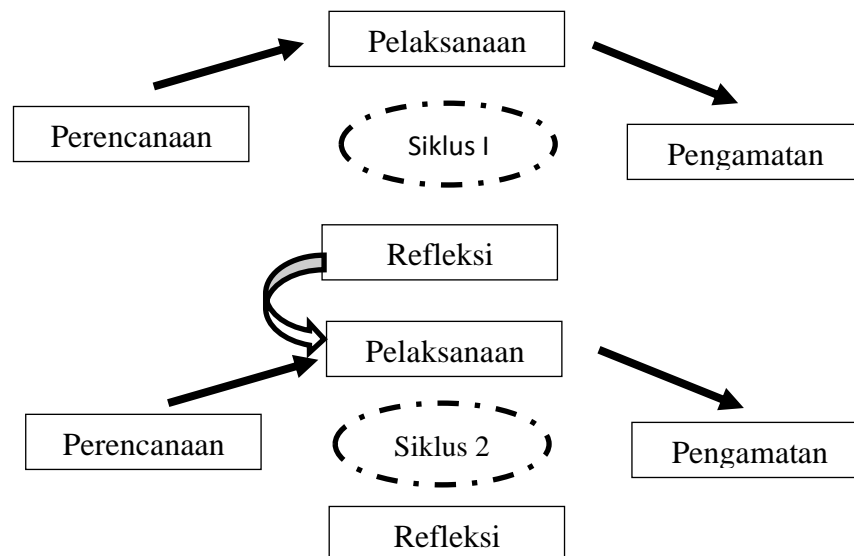 Pelaksanaan
Perencanaan
Siklus I
Pengamatan
Refleksi
Pelaksanaan
Perencanaan
Siklus 2
Pengamatan
Refleksi